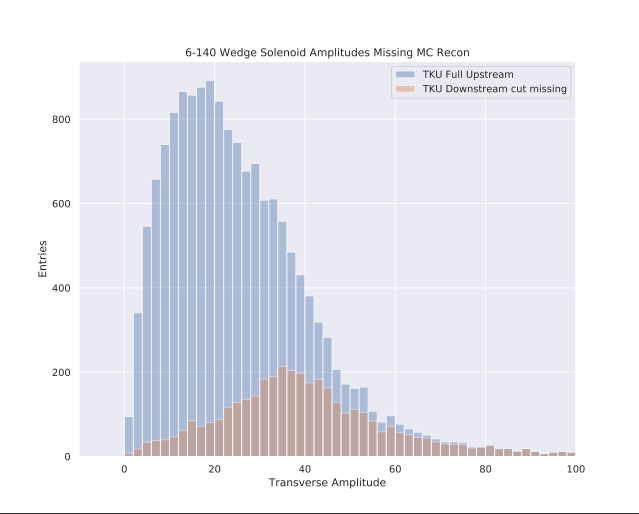 6-140 Wedge Solenoid Amplitudes Missing MC Recon
TKU Full Upstream
TKU Downstream cut missing
800
600
400
200
0
Entries
0 20 40 60 80 100
Transverse Amplitude